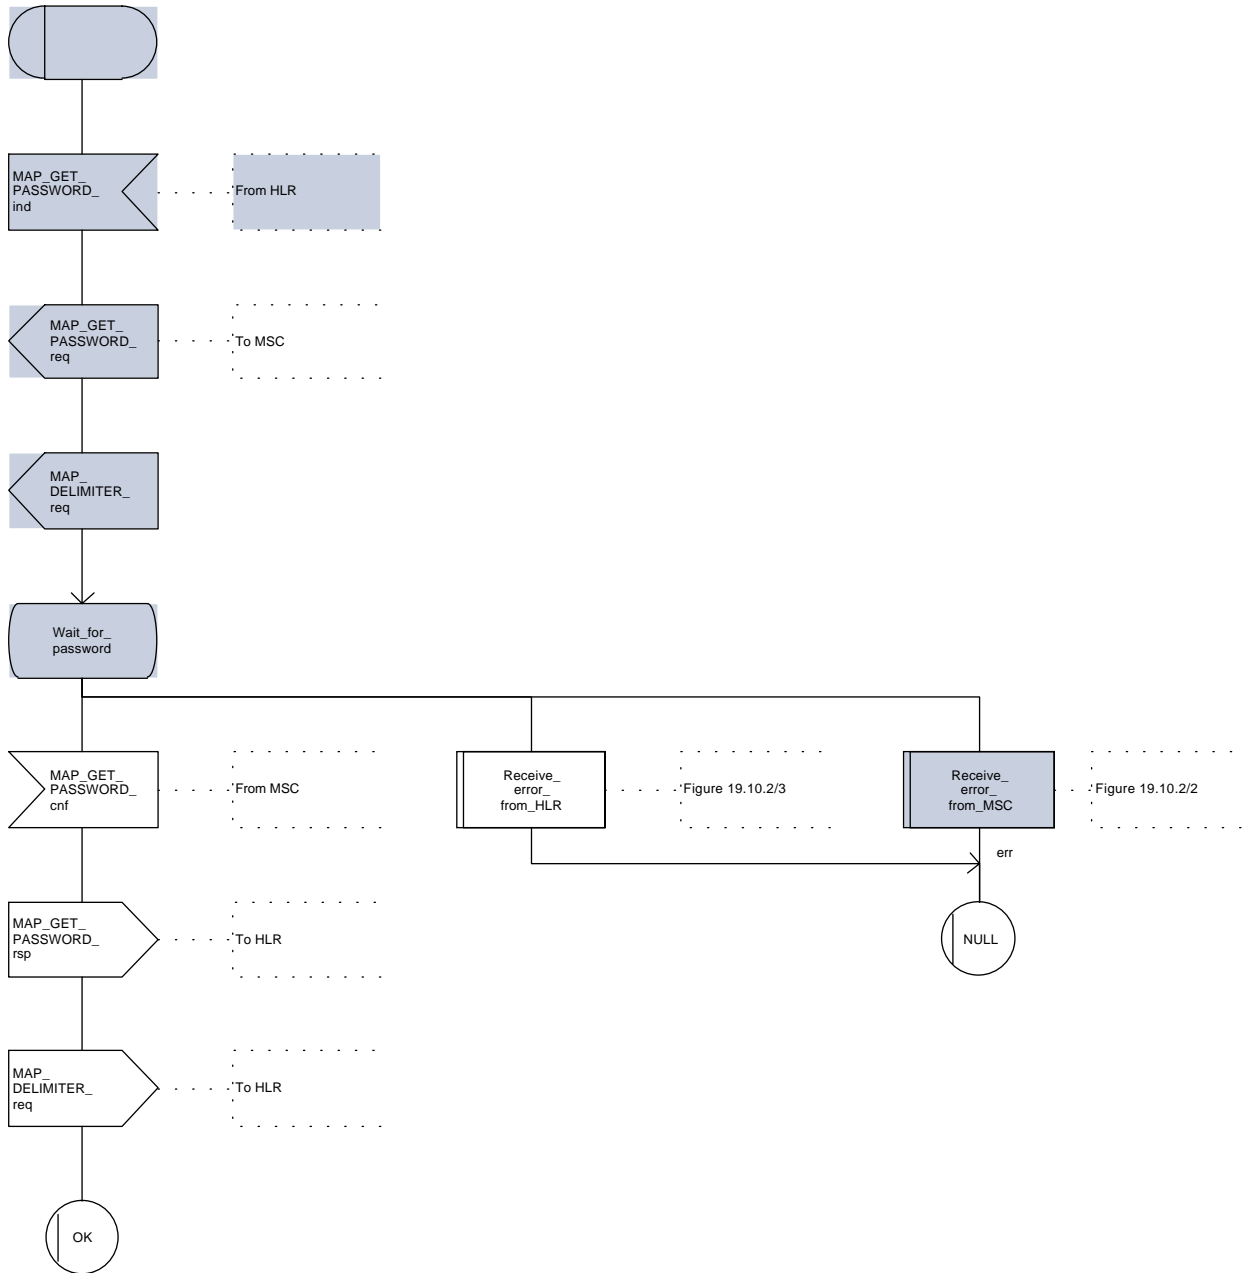 MAP_GET_
PASSWORD_
ind
From HLR
MAP_GET_
PASSWORD_
req
To MSC
MAP_
DELIMITER_
req
Wait_for_
password
MAP_GET_
PASSWORD_
cnf
From MSC
Receive_
error_
from_HLR
Figure 19.10.2/3
Receive_
error_
from_MSC
Figure 19.10.2/2
err
MAP_GET_
PASSWORD_
rsp
To HLR
NULL
MAP_
DELIMITER_
req
To HLR
OK